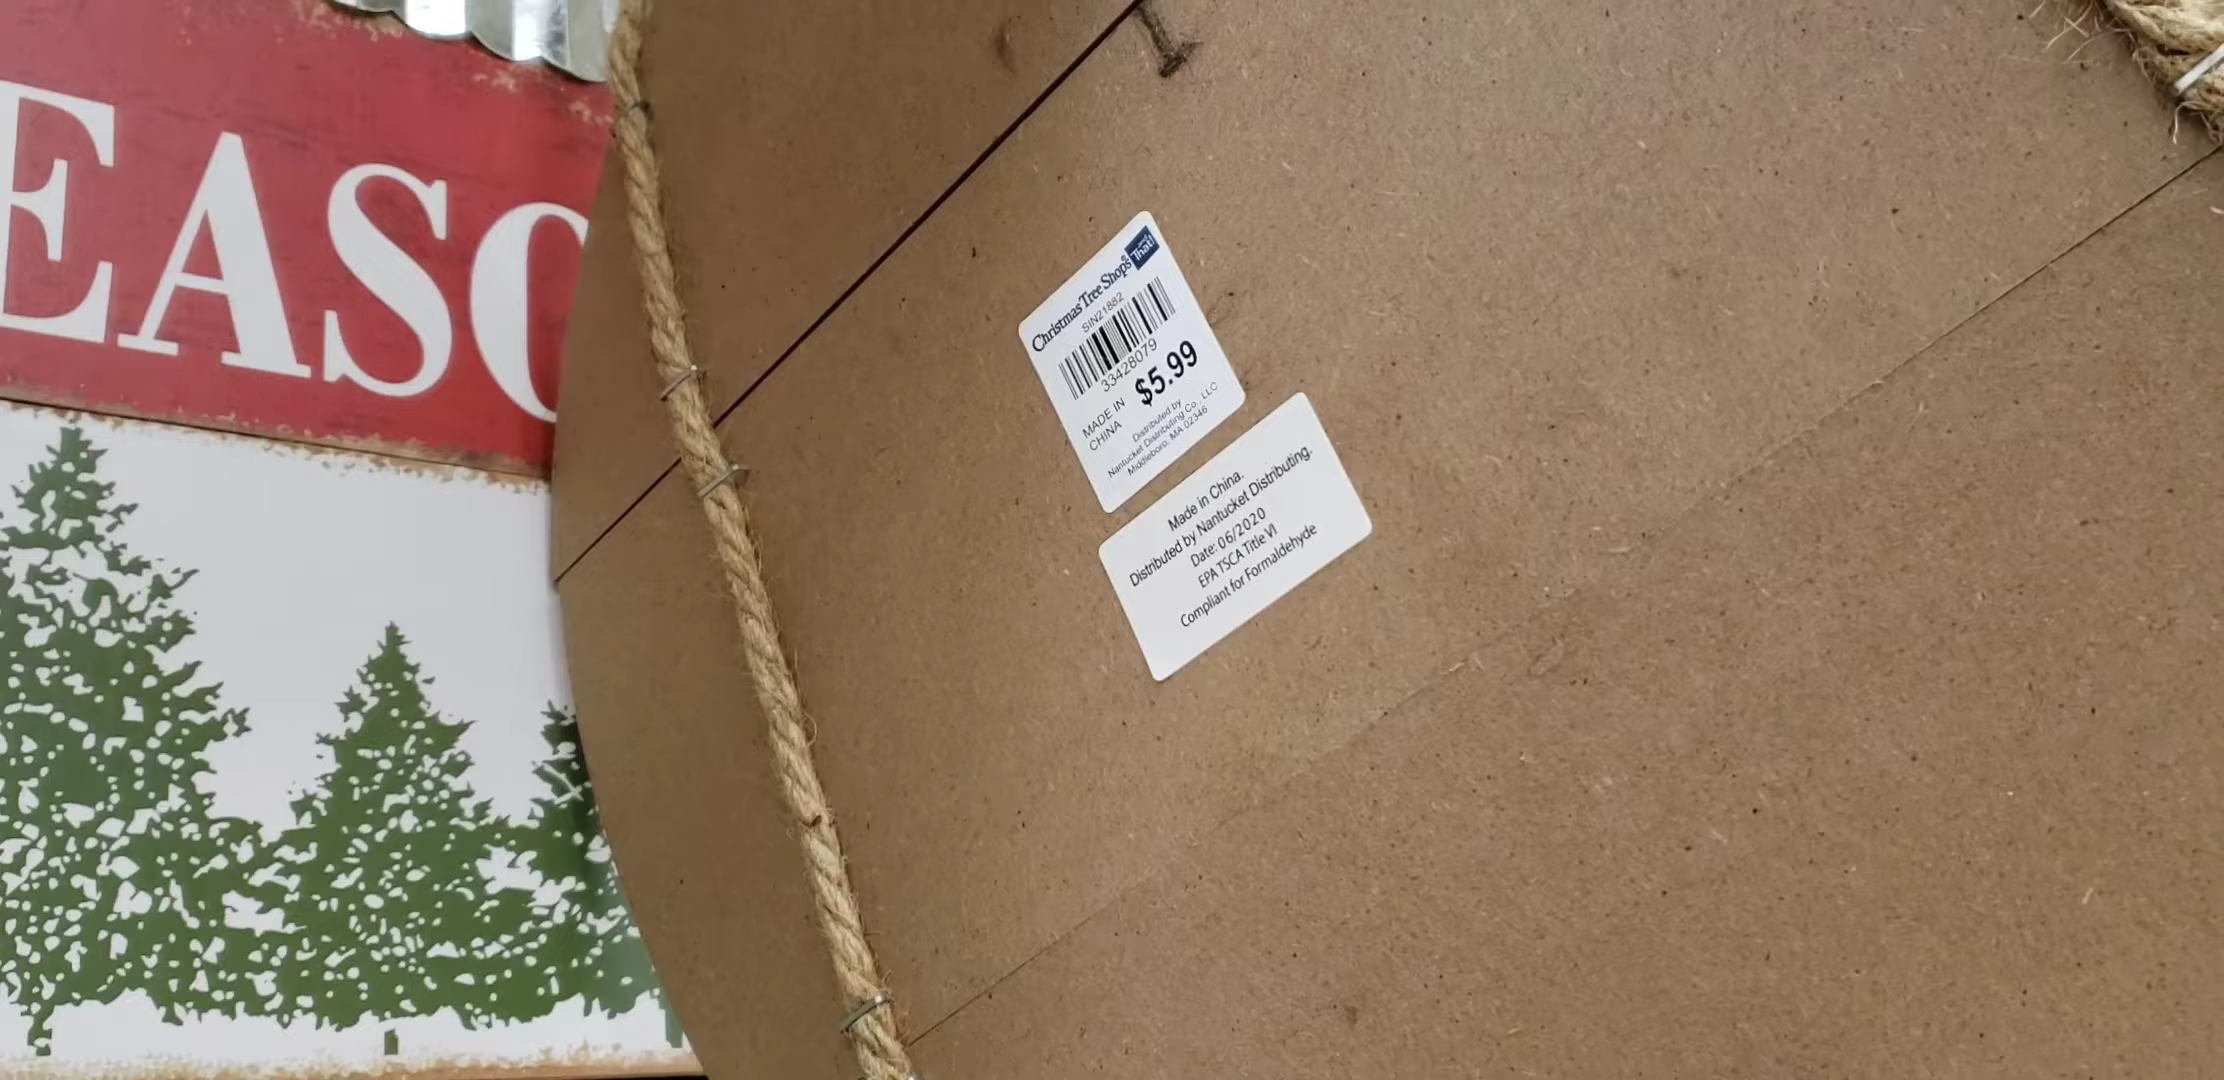 EASO
Christmas Tree Shops® and That!
SIN21882
33428079
MADE IN
CHINA
$5.99
Distributed by
Nantucket Distributing Co., LLC
Middleboro, MA 02346
Made in China.
Distributed by Nantucket Distributing.
Date: 06/2020
EPA TSCA Title VI
Compliant for Formaldehyde